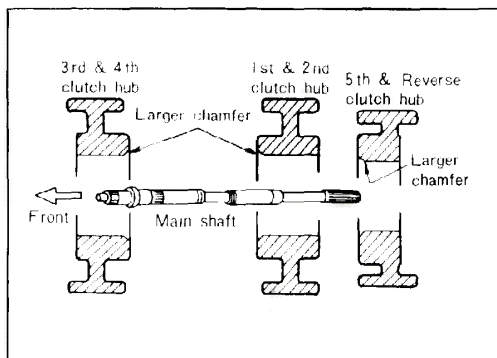 3rd & 4th
clutch hub
1st & 2nd
clutch hub
5th & Reverse
clutch hub
Larger chamfer
Larger
chamfer
Front
Main shaft